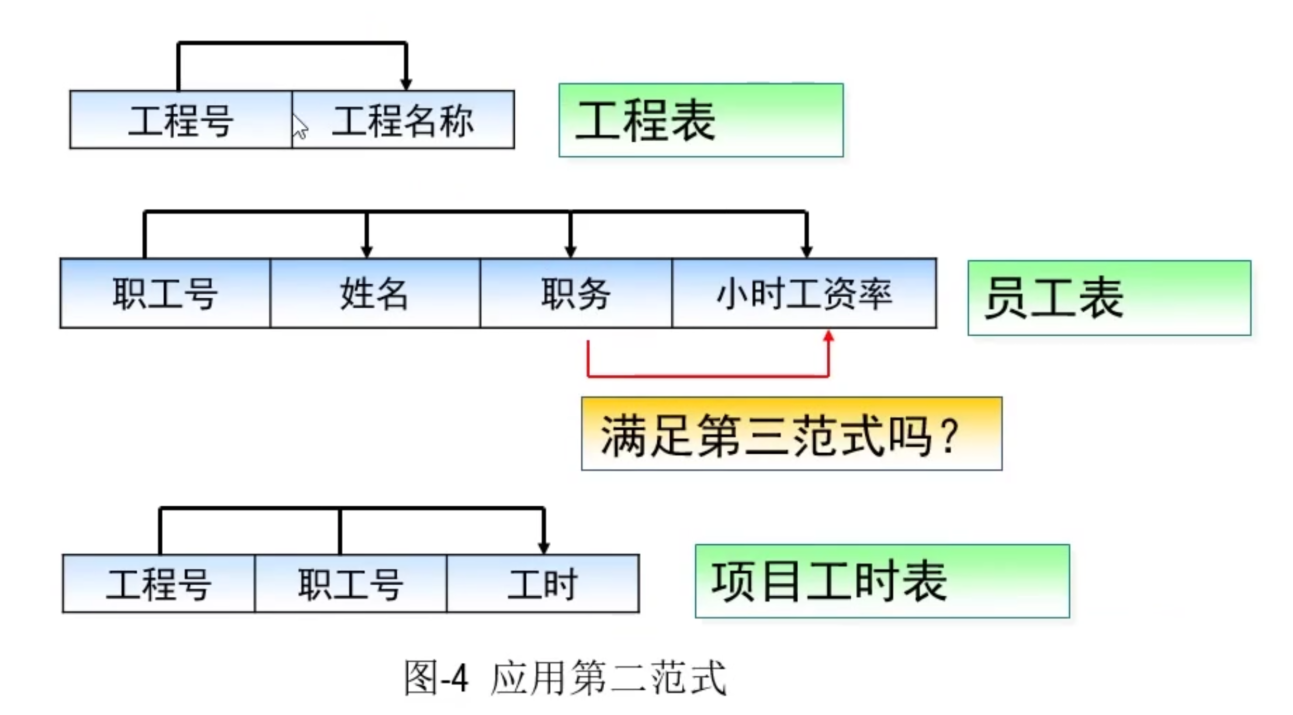 工程号 工程名称 工程表
职工号 姓名 职务 小时工资率 员工表
满足第三范式吗？
工程号 职工号 工时 项目工时表
图-4 应用第二范式